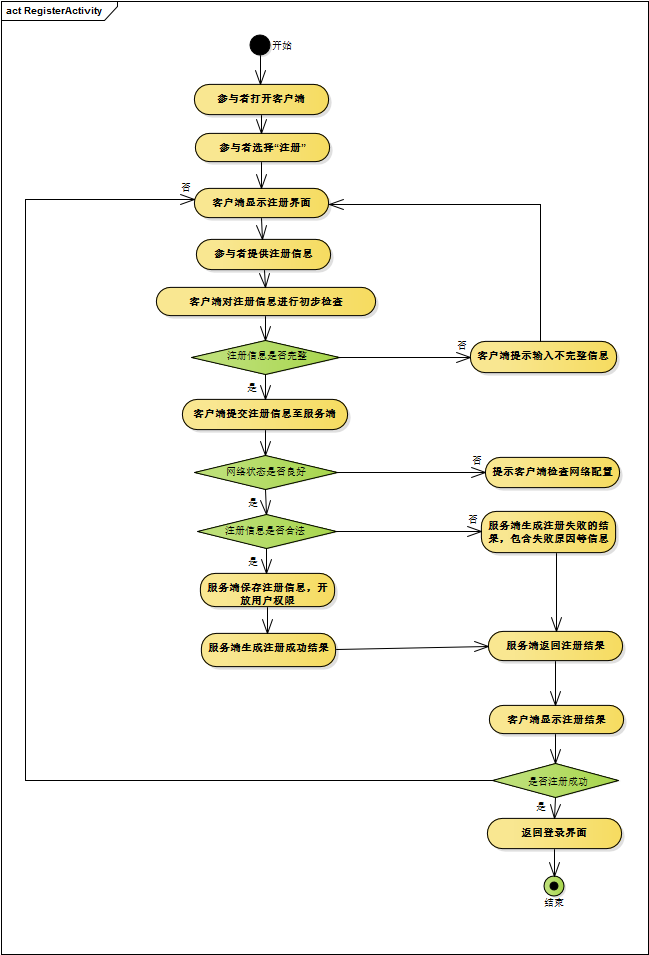 act RegisterActivity
开始
参与者打开客户端
参与者选择“注册”
否
客户端显示注册界面
参与者提供注册信息
客户端对注册信息进行初步检查
注册信息是否完整
否
客户端提示输入不完整信息
是
客户端提交注册信息至服务端
网络状态是否良好
否
提示客户端检查网络配置
是
注册信息是否合法
否
服务端生成注册失败的结
果，包含失败原因等信息
是
服务端保存注册信息，开
放用户权限
服务端生成注册成功结果
服务端返回注册结果
客户端显示注册结果
是否注册成功
是
返回登录界面
结束